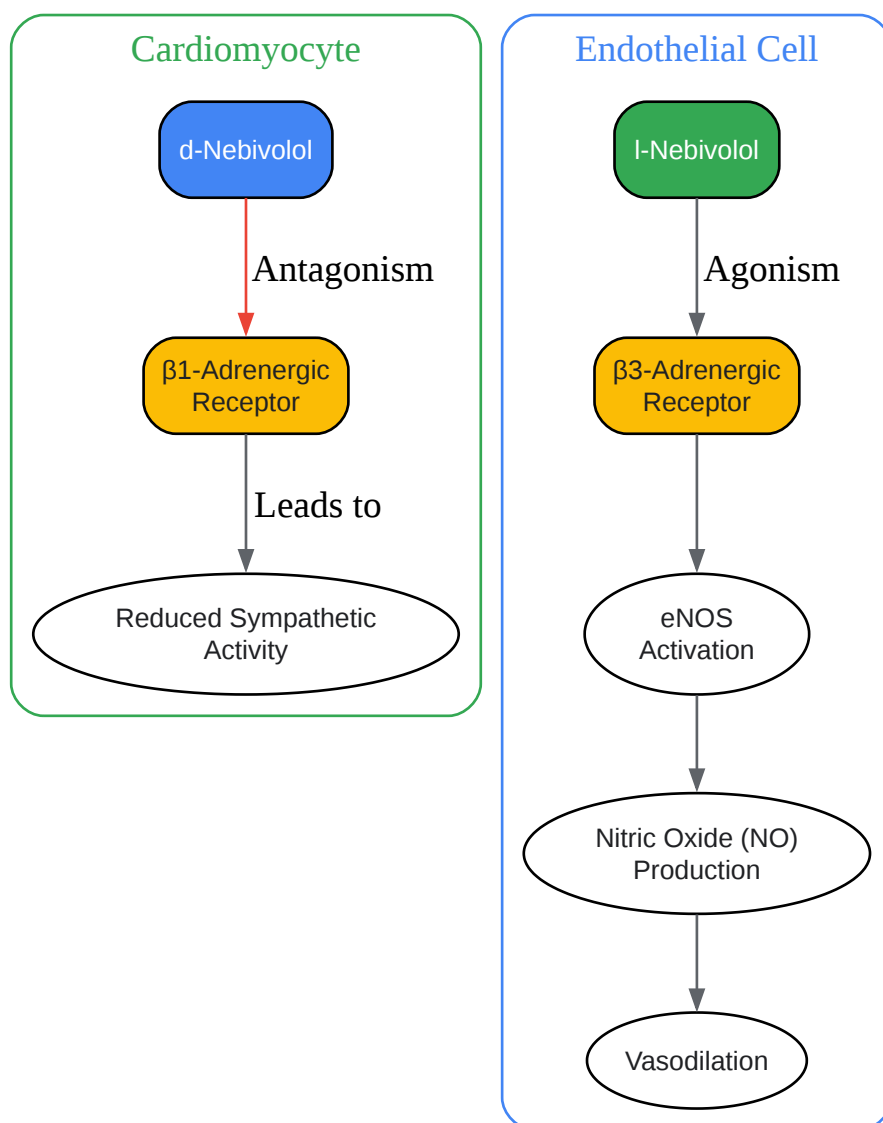 Cardiomyocyte
d-Nebivolol
Antagonism
β1-Adrenergic
Receptor
Leads to
Reduced Sympathetic
Activity
Endothelial Cell
l-Nebivolol
Agonism
β3-Adrenergic
Receptor
eNOS
Activation
Nitric Oxide (NO)
Production
Vasodilation